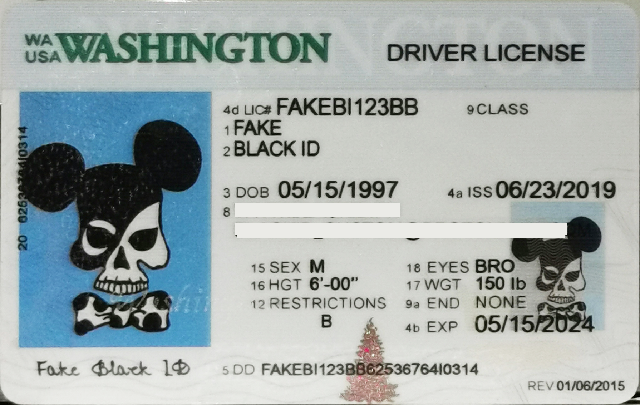 WA USA WASHINGTON DRIVER LICENSE
4d LIC# FAKEBI123BB 9 CLASS
1 FAKE
2 BLACK ID
3 DOB 05/15/1997 4a ISS 06/23/2019
8
15 SEX M 18 EYES BRO
16 HGT 6'-00" 17 WGT 150 lb
12 RESTRICTIONS 9a END NONE
B 4b EXP 05/15/2024
Fake Black ID 5 DD FAKEBI123BB62536764I0314
REV 01/06/2015